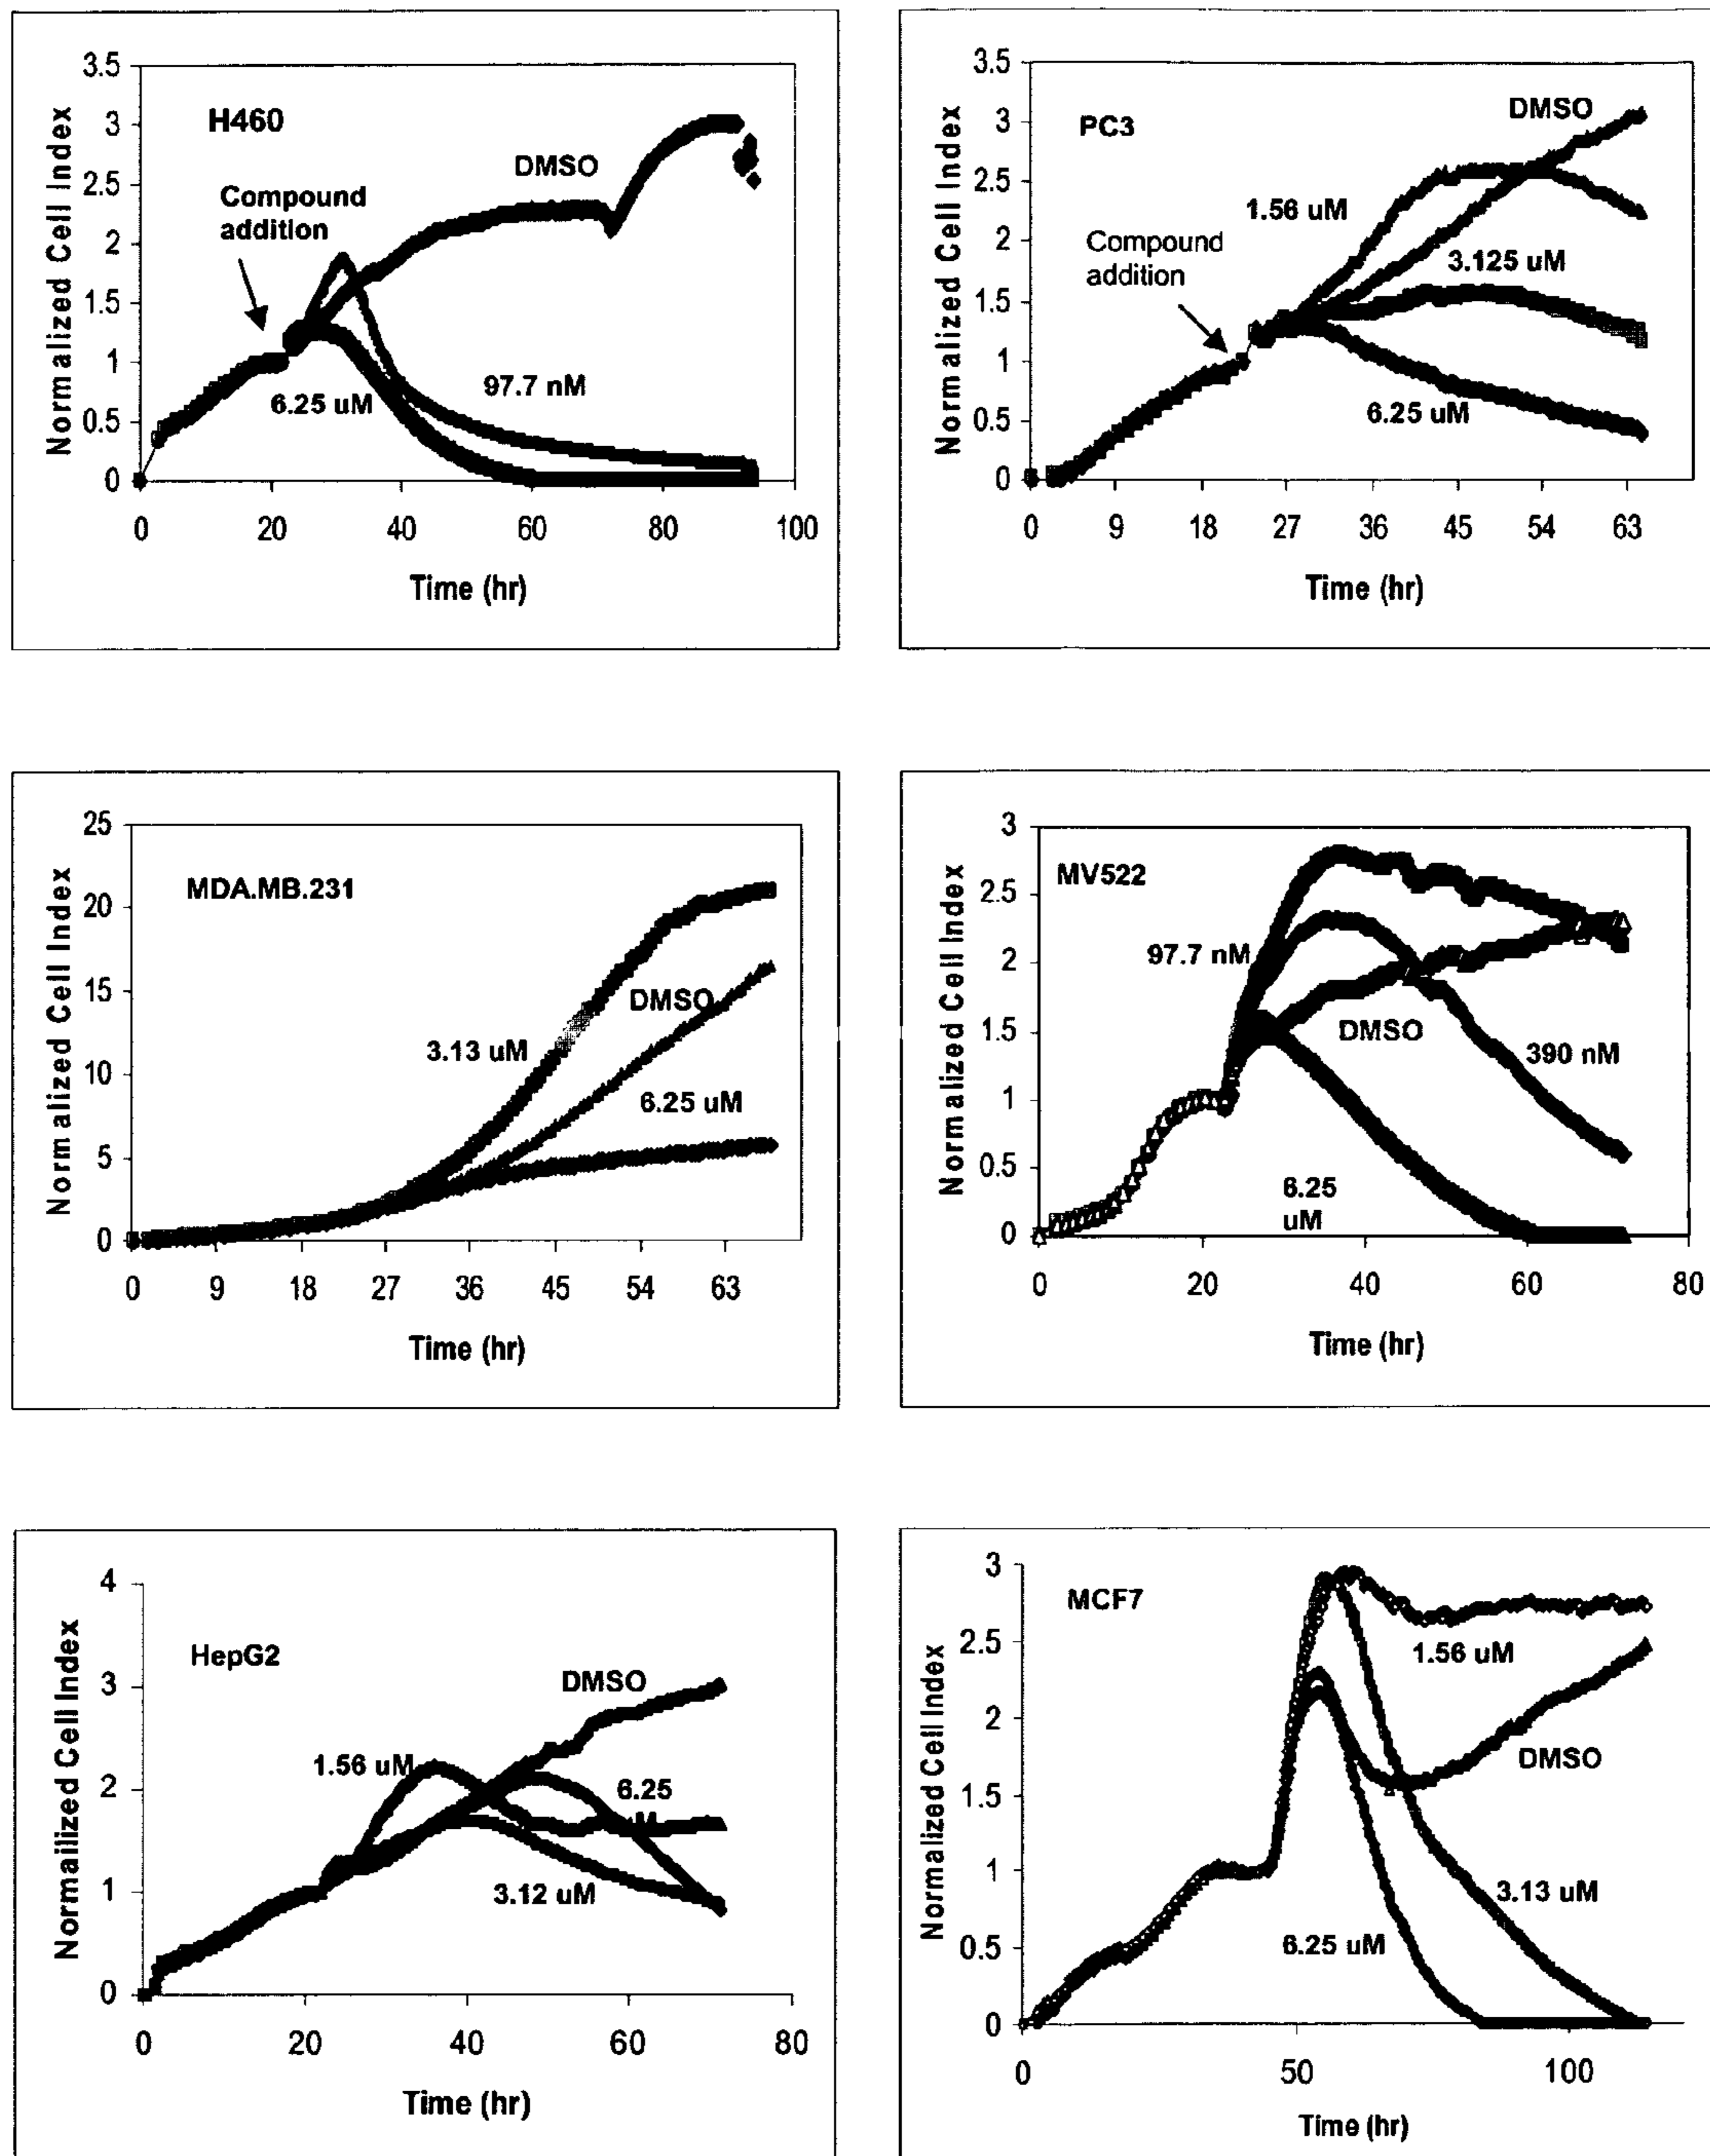 H460
Normalized Cell Index
3.5
3
2.5
2
1.5
1
0.5
0
Compound
addition
DMSO
97.7 nM
6.25 uM
0 20 40 60 80 100
Time (hr)
PC3
Normalized Cell Index
3.5
3
2.5
2
1.5
1
0.5
0
DMSO
1.56 uM
Compound
addition
3.125 uM
6.25 uM
0 9 18 27 36 45 54 63
Time (hr)
MDA.MB.231
Normalized Cell Index
25
20
15
10
5
0
DMSO
3.13 uM
6.25 uM
0 9 18 27 36 45 54 63
Time (hr)
MV522
Normalized Cell Index
3
2.5
2
1.5
1
0.5
0
97.7 nM
DMSO
390 nM
6.25
uM
0 20 40 60 80
Time (hr)
HepG2
Normailized Cell Index
4
3
2
1
0
DMSO
1.56 uM
6.25
M
3.12 uM
0 20 40 60 80
Time (hr)
MCF7
Normalized Cell Index
3
2.5
2
1.5
1
0.5
0
1.56 uM
DMSO
3.13 uM
6.25 uM
0 50 100
Time (hr)